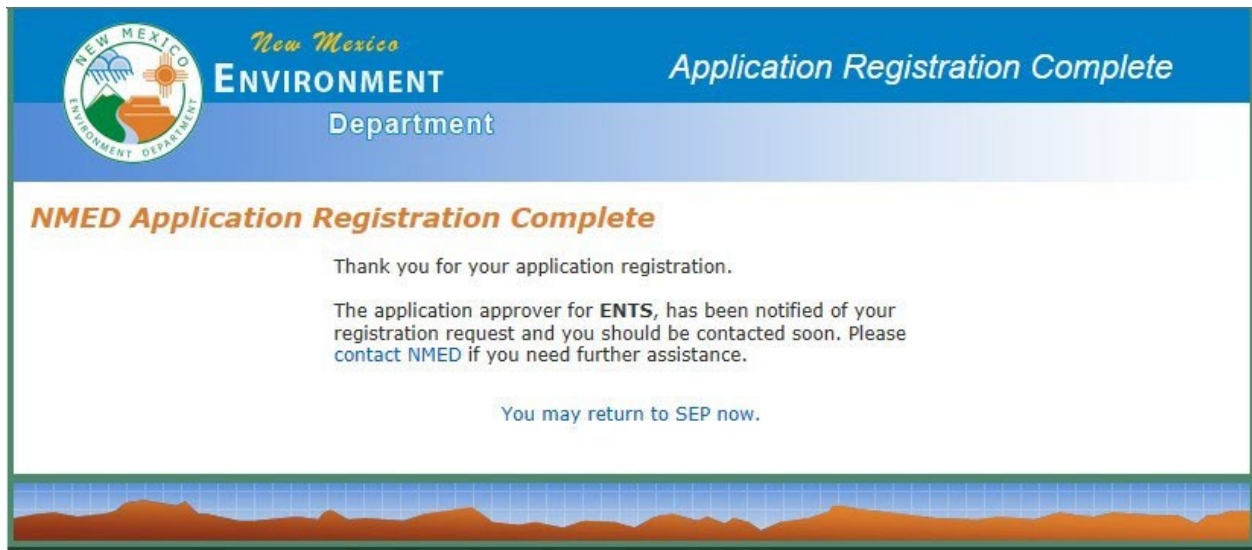 NEW MEXICO
ENVIRONMENT DEPARTMENT
New Mexico
ENVIRONMENT
Department
Application Registration Complete
NMED Application Registration Complete
Thank you for your application registration.
The application approver for ENTS, has been notified of your
registration request and you should be contacted soon. Please
contact NMED if you need further assistance.
You may return to SEP now.